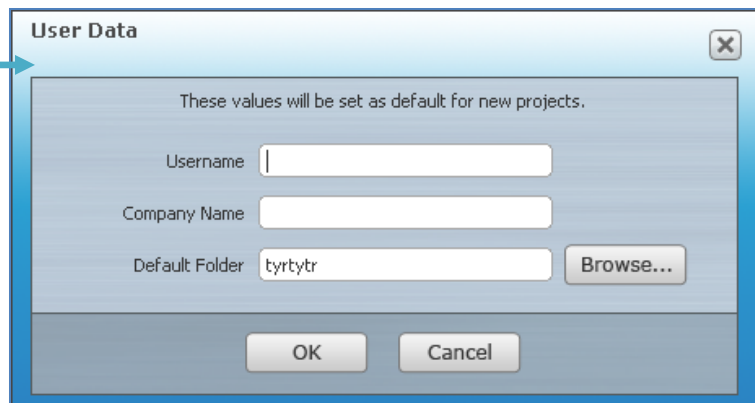 User Data
These values will be set as default for new projects.
Username
Company Name
Default Folder tyrtytr Browse...
OK Cancel